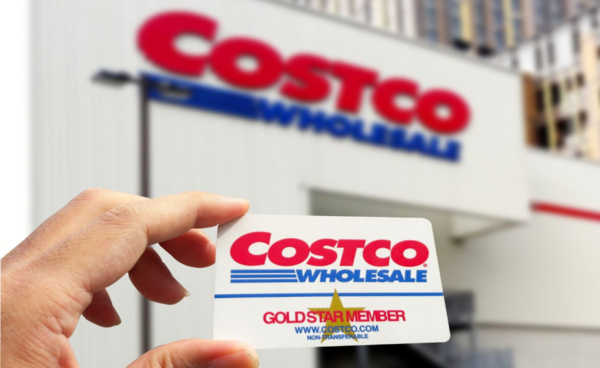 COSTCO
WHOLESALE
COSTCO
WHOLESALE
GOLD STAR MEMBER
WWW.COSTCO.COM
NON-TRANSFERABLE